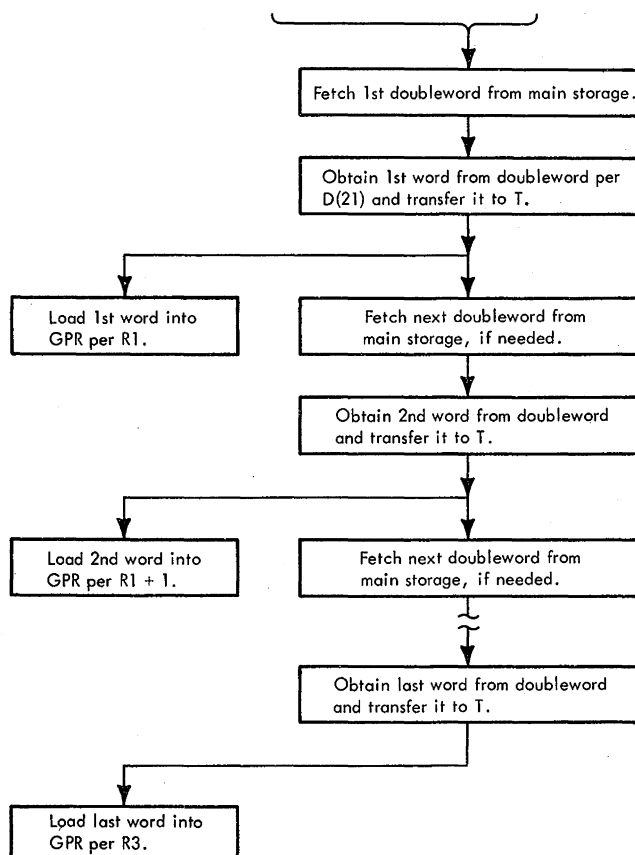 Fetch 1st doubleword from main storage.
Obtain 1st word from doubleword per
D(21) and transfer it to T.
Load 1st word into
GPR per R1.
Fetch next doubleword from
main storage, if needed.
Obtain 2nd word from doubleword
and transfer it to T.
Load 2nd word into
GPR per R1 + 1.
Fetch next doubleword from
main storage, if needed.
Obtain last word from doubleword
and transfer it to T.
Load last word into
GPR per R3.